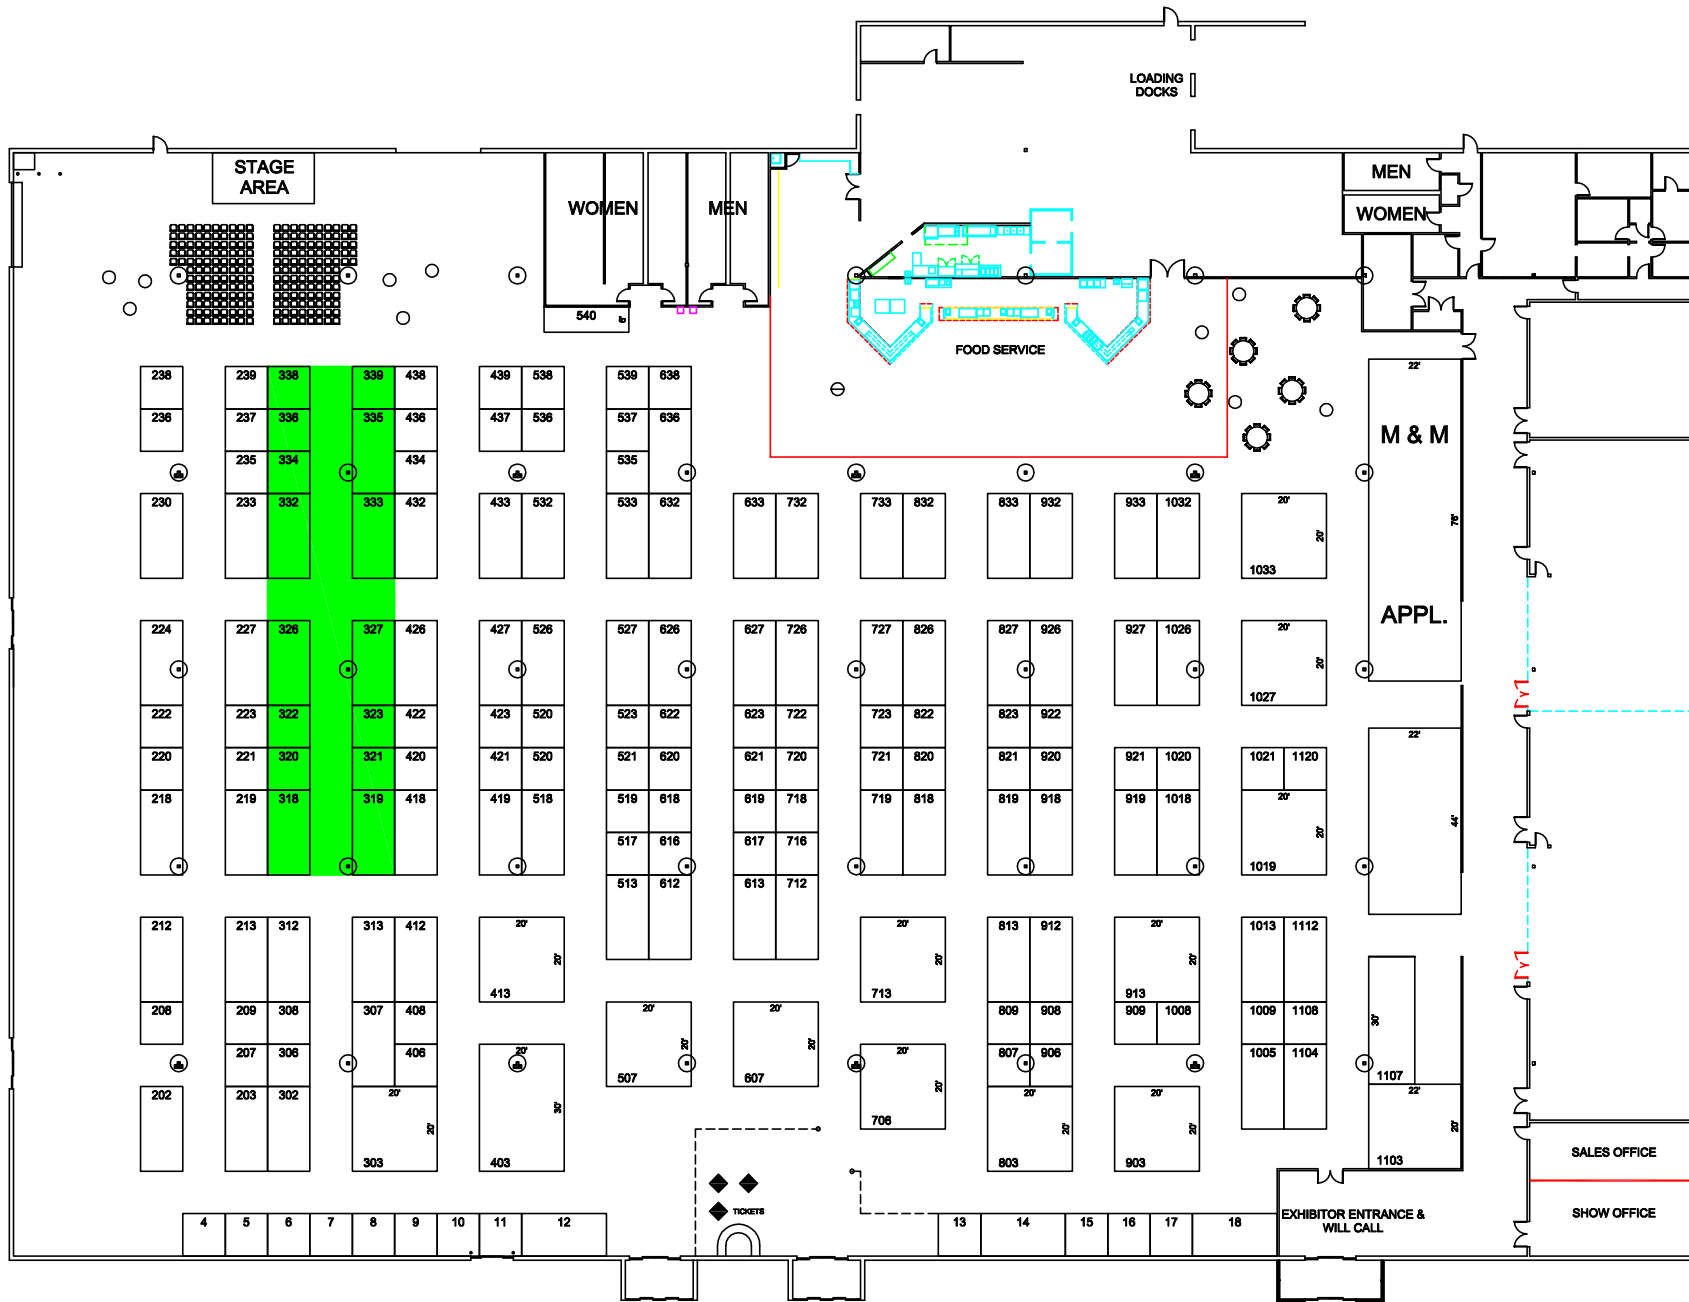 LOADING
DOCKS
STAGE
AREA
WOMEN
MEN
MEN
WOMEN
540
6'
FOOD SERVICE
22'
238 239 338 339 438 439 538 539 638
236 237 336 335 436 437 536 537 636
M & M
235 334 434 535
230 233 332 333 432 433 532 533 632 633 732 733 832 833 932 933 1032 20'
20'
76'
1033
APPL.
224 227 326 327 426 427 526 527 626 627 726 727 826 827 926 927 1026 20'
20'
1027
222 223 322 323 422 423 520 523 622 623 722 723 822 823 922
22'
220 221 320 321 420 421 520 521 620 621 720 721 820 821 920 921 1020 1021 1120
218 219 318 319 418 419 518 519 618 619 718 719 818 819 918 919 1018 20'
20'
44'
517 616 617 716
1019
513 612 613 712
212 213 312 313 412 20' 20' 813 912 20' 1013 1112
20' 20' 20'
413 713 913
208 209 308 307 408 20' 20' 809 908 909 1008 1009 1108
30'
20' 20'
207 306 406 20' 20' 807 906 1005 1104
507 607 1107
20'
202 203 302 20' 20' 20' 22'
30'
706
20' 20' 20' 20'
303 403 803 903 1103
SALES OFFICE
TICKETS
SHOW OFFICE
EXHIBITOR ENTRANCE &
WILL CALL
4 5 6 7 8 9 10 11 12 13 14 15 16 17 18